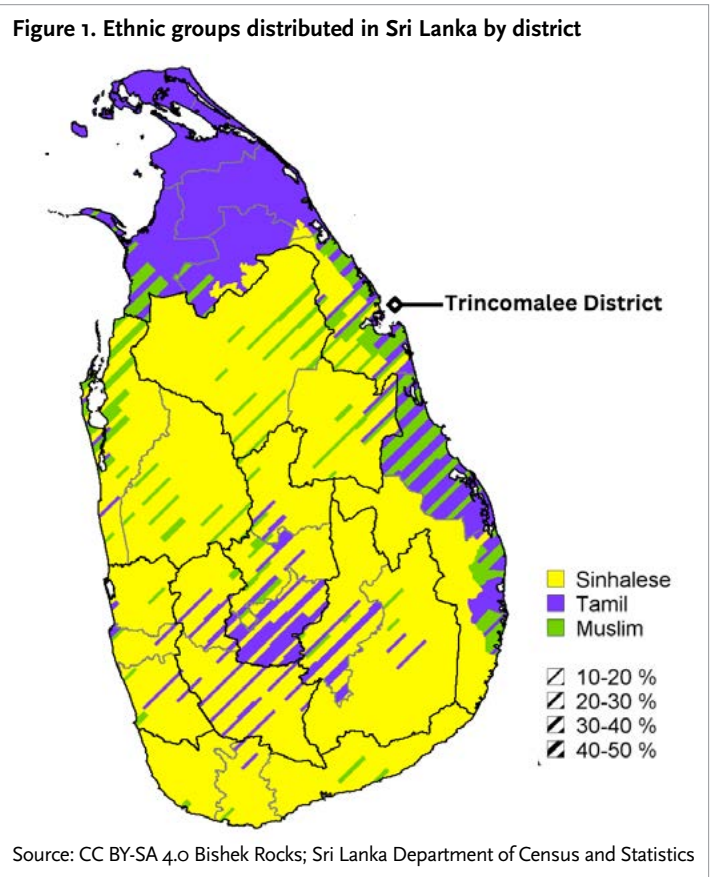 Figure 1. Ethnic groups distributed in Sri Lanka by district
Trincomalee District
Sinhalese
Tamil
Muslim
10-20 %
20-30 %
30-40 %
40-50 %
Source: CC BY-SA 4.0 Bishek Rocks; Sri Lanka Department of Census and Statistics